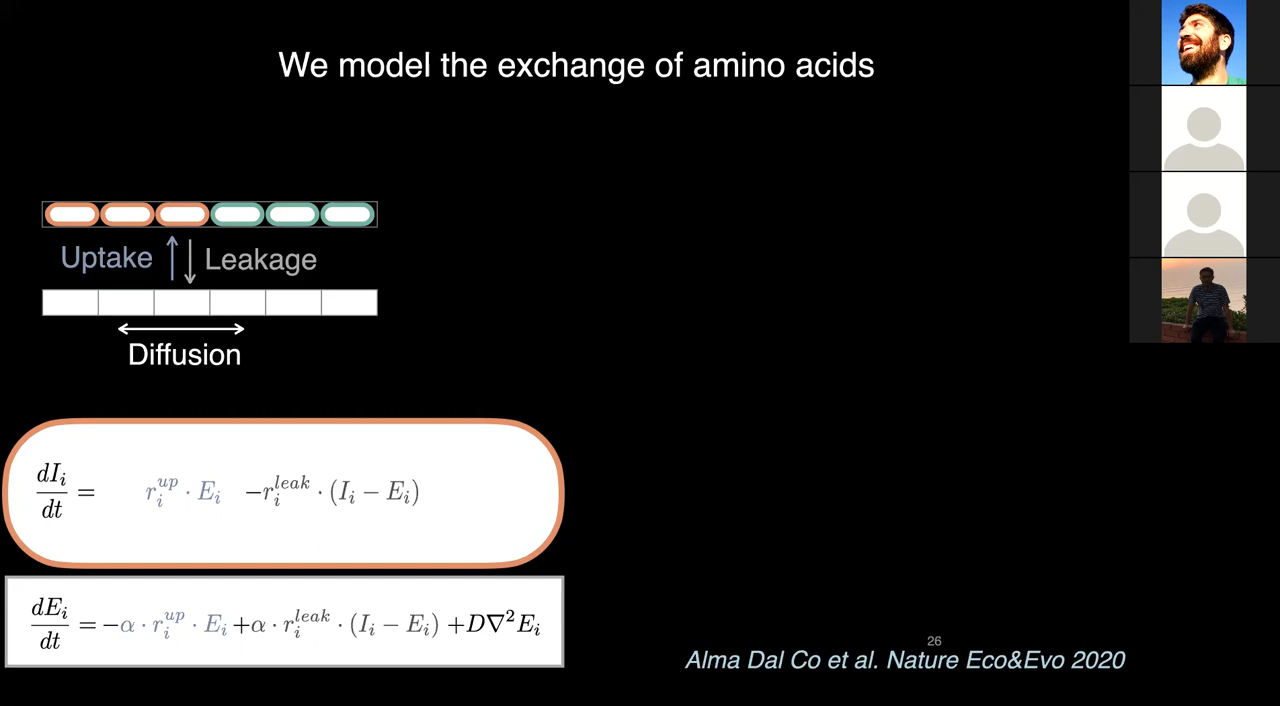 We model the exchange of amino acids
Uptake
Leakage
Diffusion
dI_i/dt = r_i^{up} · E_i − r_i^{leak} · (I_i − E_i)
dE_i/dt = −α · r_i^{up} · E_i + α · r_i^{leak} · (I_i − E_i) + D∇²E_i
26
Alma Dal Co et al. Nature Eco&Evo 2020